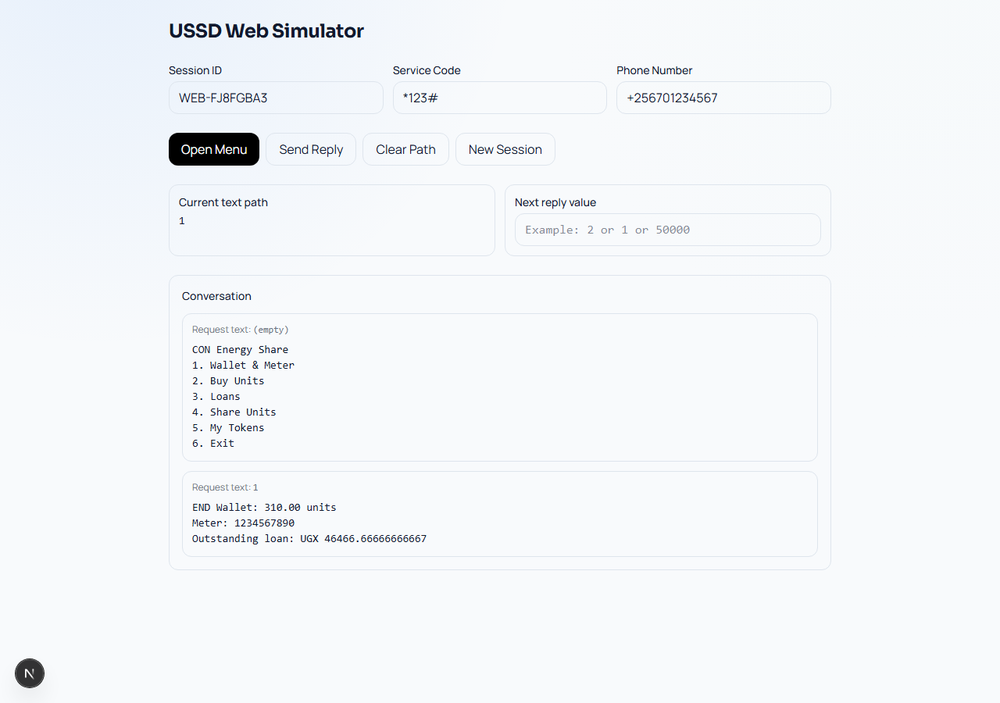 USSD Web Simulator
Session ID
Service Code
Phone Number
WEB-FJ8FGBA3
*123#
+256701234567
Open Menu
Send Reply
Clear Path
New Session
Current text path
1
Next reply value
Example: 2 or 1 or 50000
Conversation
Request text: (empty)
CON Energy Share
1. Wallet & Meter
2. Buy Units
3. Loans
4. Share Units
5. My Tokens
6. Exit
Request text: 1
END Wallet: 310.00 units
Meter: 1234567890
Outstanding loan: UGX 46466.66666666667
N